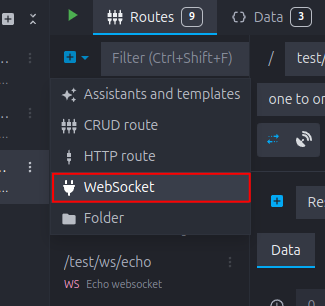 Routes 9
Data 3
Filter (Ctrl+Shift+F)
/
test/
Assistants and templates
one to
CRUD route
HTTP route
WebSocket
Re
Folder
Data
/test/ws/echo
WS Echo websocket
0